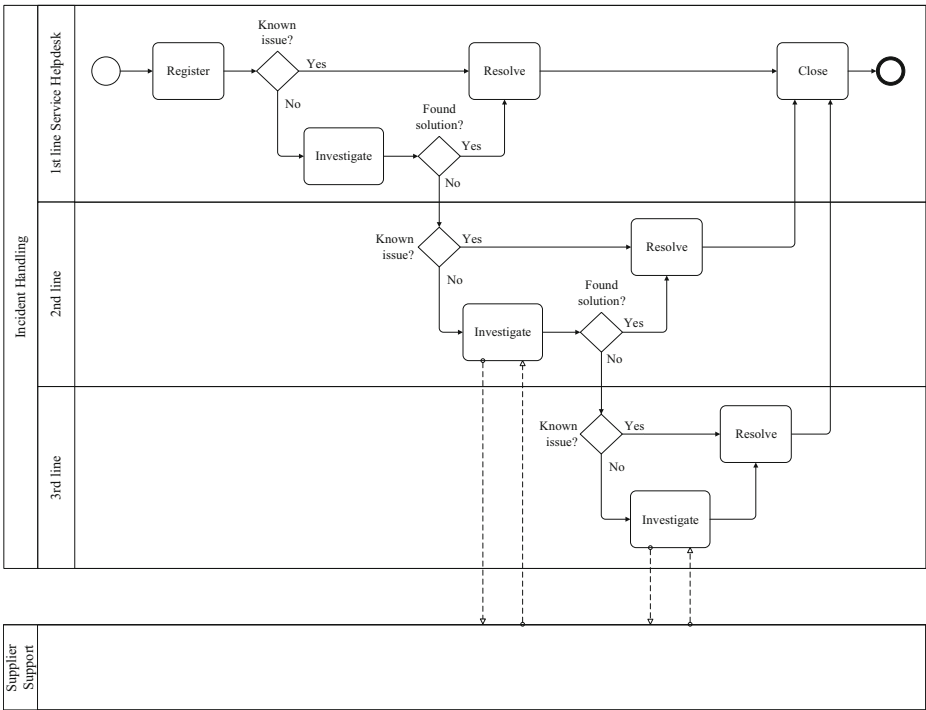 Incident Handling
1st line Service Helpdesk
Register
Known
issue?
Yes
No
Investigate
Found
solution?
Yes
No
Resolve
Close
2nd line
Known
issue?
Yes
No
Investigate
Found
solution?
Yes
No
Resolve
3rd line
Known
issue?
Yes
No
Investigate
Resolve
Supplier
Support